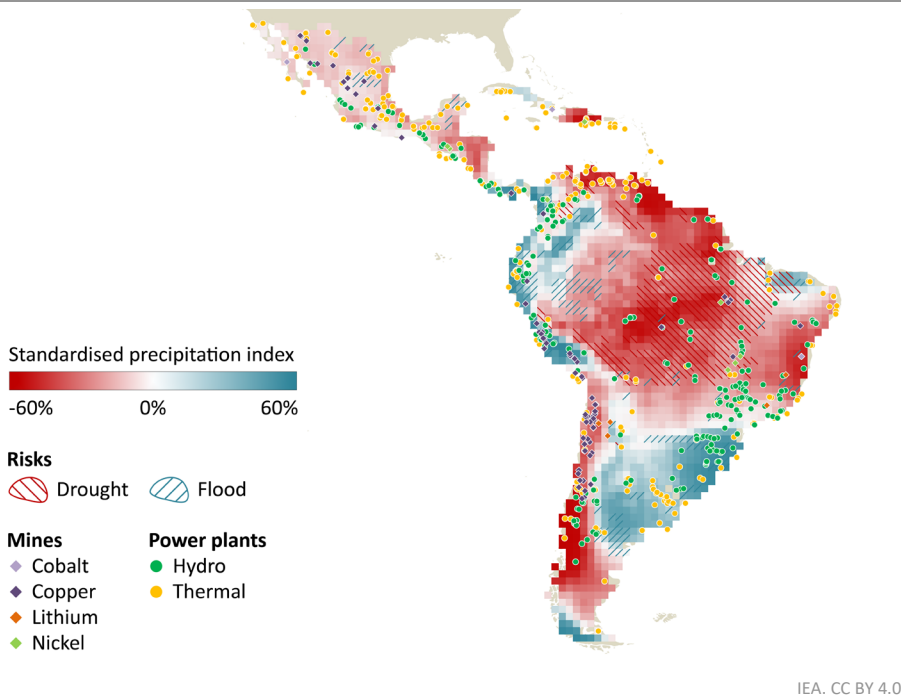 Standardised precipitation index
-60% 0% 60%
Risks
Drought Flood
Mines Power plants
Cobalt Hydro
Copper Thermal
Lithium
Nickel
IEA. CC BY 4.0